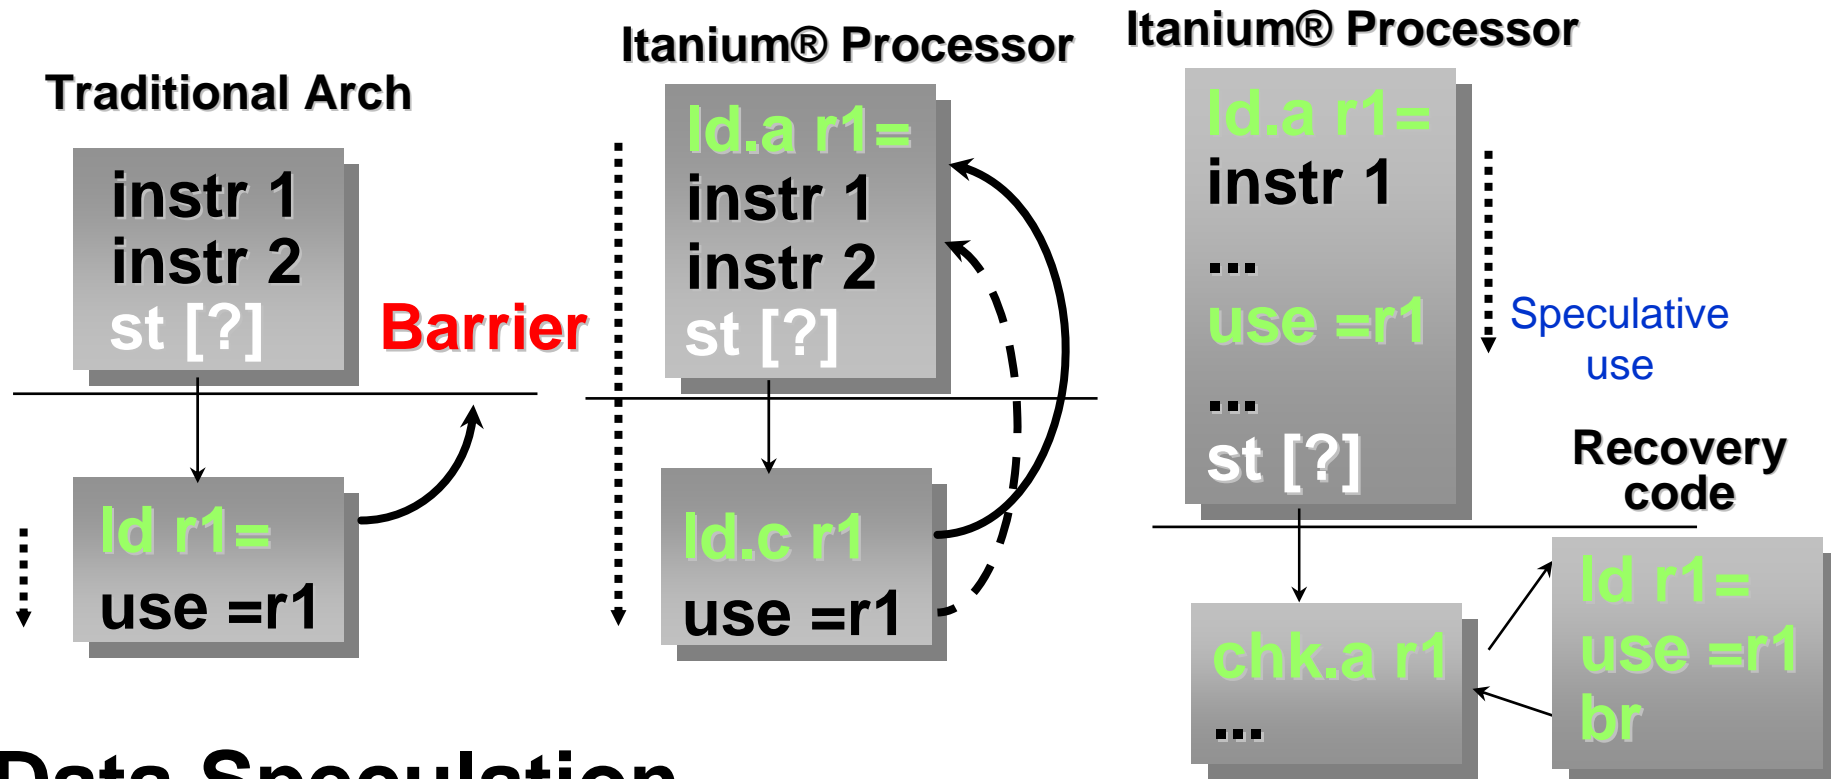 Traditional Arch
instr 1
instr 2
st [?]
Barrier
ld r1=
use =r1
Itanium® Processor
ld.a r1=
instr 1
instr 2
st [?]
ld.c r1
use =r1
Itanium® Processor
ld.a r1=
instr 1
...
use =r1
...
st [?]
Speculative
use
Recovery
code
chk.a r1
...
ld r1=
use =r1
br
Data Speculation